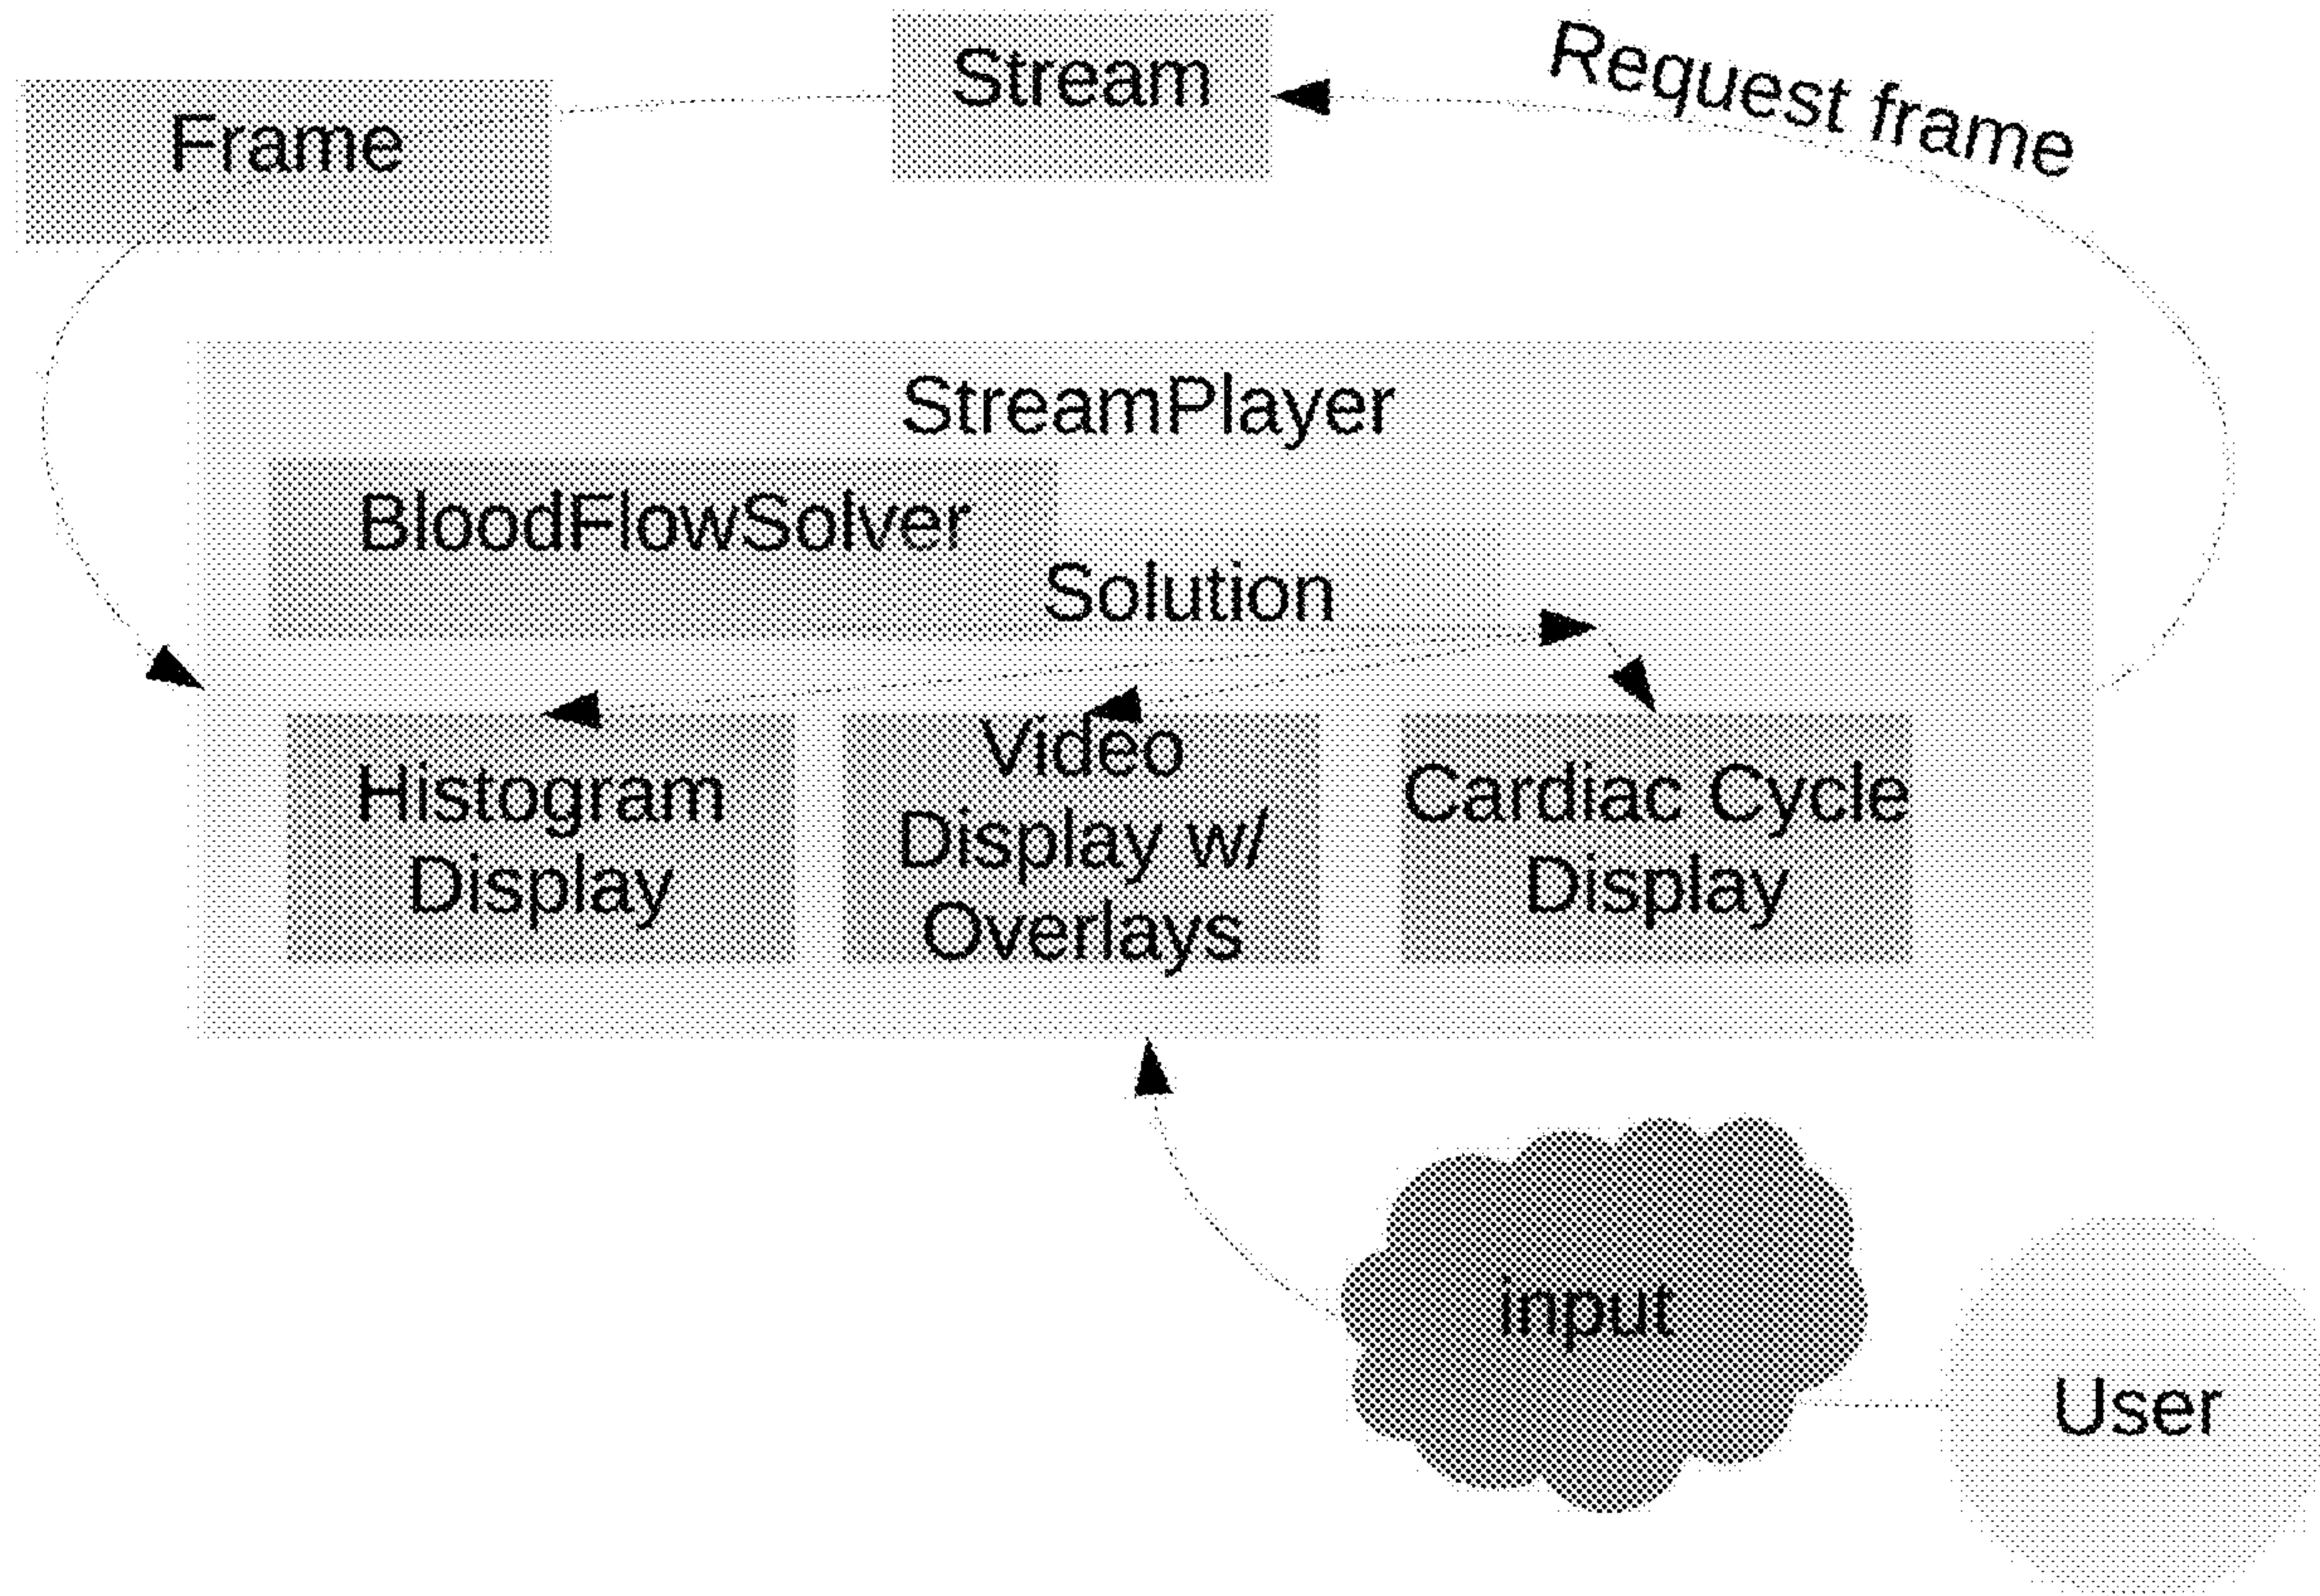 Stream
Request frame
Frame
StreamPlayer
BloodFlowSolver
Solution
Histogram
Display
Video
Display w/
Overlays
Cardiac Cycle
Display
input
User